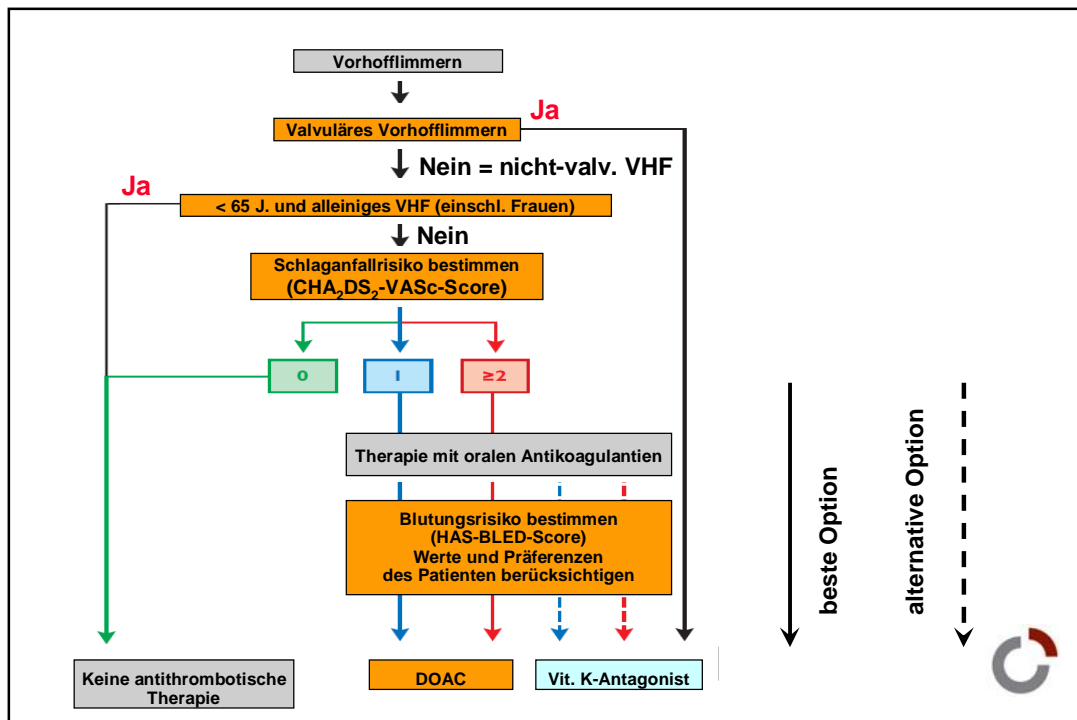 Vorhofflimmern
Ja
Valvuläres Vorhofflimmern
Nein = nicht-valv. VHF
Ja
< 65 J. und alleiniges VHF (einschl. Frauen)
Nein
Schlaganfallrisiko bestimmen
(CHA₂DS₂-VASc-Score)
0
I
≥2
Therapie mit oralen Antikoagulantien
Blutungsrisiko bestimmen
(HAS-BLED-Score)
Werte und Präferenzen
des Patienten berücksichtigen
beste Option
alternative Option
Keine antithrombotische
Therapie
DOAC
Vit. K-Antagonist